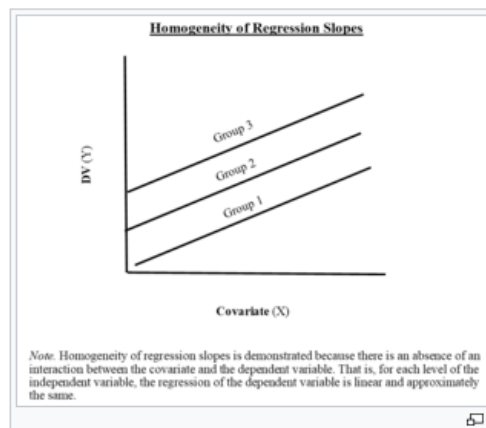 Homogeneity of Regression Slopes
Group 3
Group 2
Group 1
DV (Y)
Covariate (X)
Note. Homogeneity of regression slopes is demonstrated because there is an absence of an
interaction between the covariate and the dependent variable. That is, for each level of the
independent variable, the regression of the dependent variable is linear and approximately
the same.